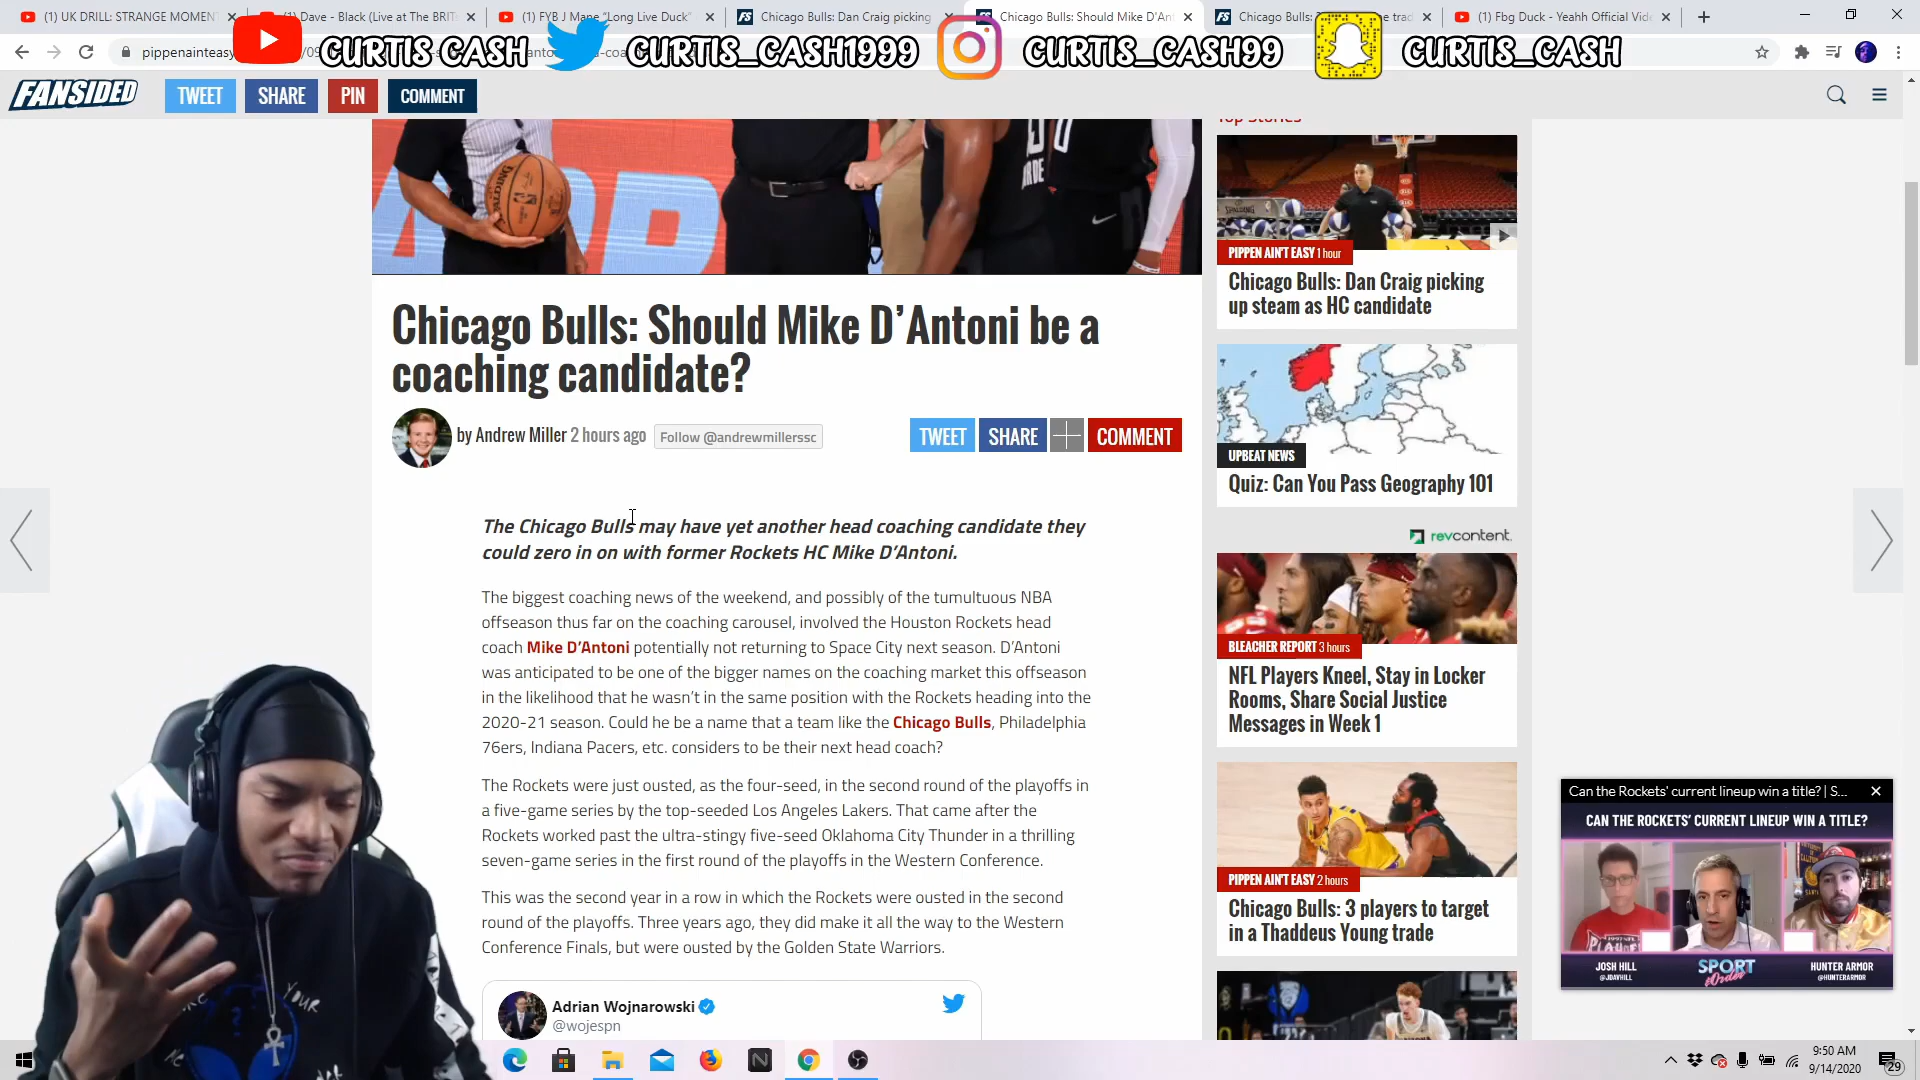 (1) UK DRILL: STRANGE MOMENT
(1) Dave - Black (Live at The BRIT
(1) FYB J Mane "Long Live Duck"
Chicago Bulls: Dan Craig picking
Chicago Bulls: Should Mike D'Ant
Chicago Bulls:
Fbg Duck - Yeahh Official Vid
pippenainteasy
CURTIS CASH
CURTIS_CASH1999
CURTIS_CASH99
CURTIS_CASH
FANSIDED
TWEET
SHARE
PIN
COMMENT
Top Stories
Chicago Bulls: Should Mike D'Antoni be a
coaching candidate?
by Andrew Miller 2 hours ago
Follow @andrewmillerssc
TWEET
SHARE
COMMENT
The Chicago Bulls may have yet another head coaching candidate they
could zero in on with former Rockets HC Mike D'Antoni.
The biggest coaching news of the weekend, and possibly of the tumultuous NBA
offseason thus far on the coaching carousel, involved the Houston Rockets head
coach Mike D'Antoni potentially not returning to Space City next season. D'Antoni
was anticipated to be one of the bigger names on the coaching market this offseason
in the likelihood that he wasn't in the same position with the Rockets heading into the
2020-21 season. Could he be a name that a team like the Chicago Bulls, Philadelphia
76ers, Indiana Pacers, etc. considers to be their next head coach?
The Rockets were just ousted, as the four-seed, in the second round of the playoffs in
a five-game series by the top-seeded Los Angeles Lakers. That came after the
Rockets worked past the ultra-stingy five-seed Oklahoma City Thunder in a thrilling
seven-game series in the first round of the playoffs in the Western Conference.
This was the second year in a row in which the Rockets were ousted in the second
round of the playoffs. Three years ago, they did make it all the way to the Western
Conference Finals, but were ousted by the Golden State Warriors.
Adrian Wojnarowski
@wojespn
PIPPEN AIN'T EASY 1 hour
Chicago Bulls: Dan Craig picking
up steam as HC candidate
UPBEAT NEWS
Quiz: Can You Pass Geography 101
revcontent
BLEACHER REPORT 3 hours
NFL Players Kneel, Stay in Locker
Rooms, Share Social Justice
Messages in Week 1
PIPPEN AIN'T EASY 2 hours
Chicago Bulls: 3 players to target
in a Thaddeus Young trade
Can the Rockets' current lineup win a title? | S...
CAN THE ROCKETS' CURRENT LINEUP WIN A TITLE?
JOSH HILL
@JDAVHILL
SPORT
&Order
HUNTER ARMOR
@HUNTERARMOR
9:50 AM
9/14/2020
29